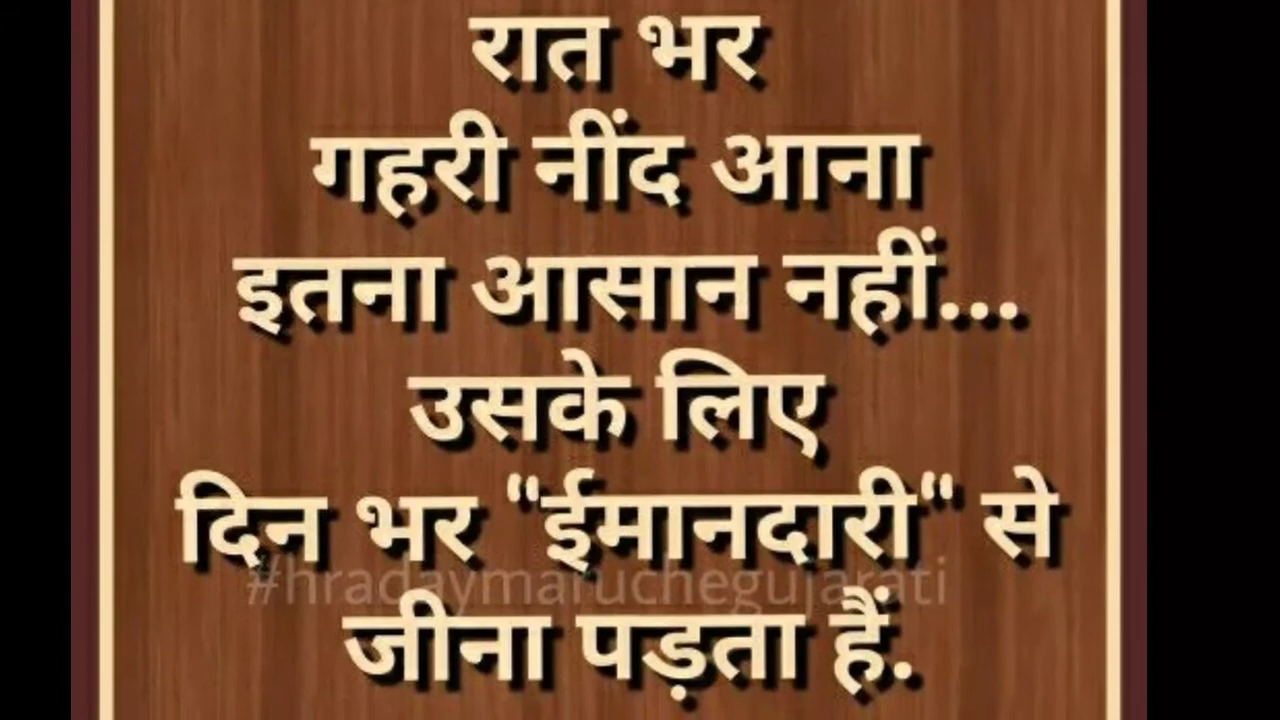 रात भर
गहरी नींद आना
इतना आसान नहीं...
उसके लिए
दिन भर "ईमानदारी" से
#hradaymaruchegujarati
जीना पड़ता हैं.